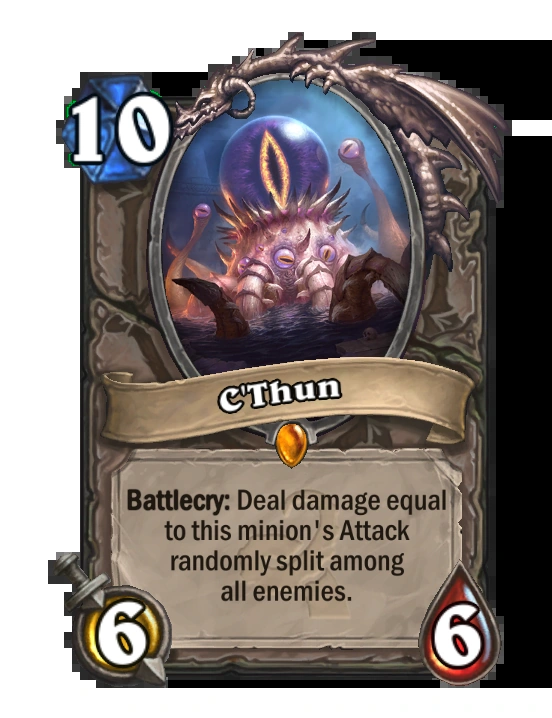 10
C'Thun
Battlecry: Deal damage equal
to this minion's Attack
randomly split among
all enemies.
6
6